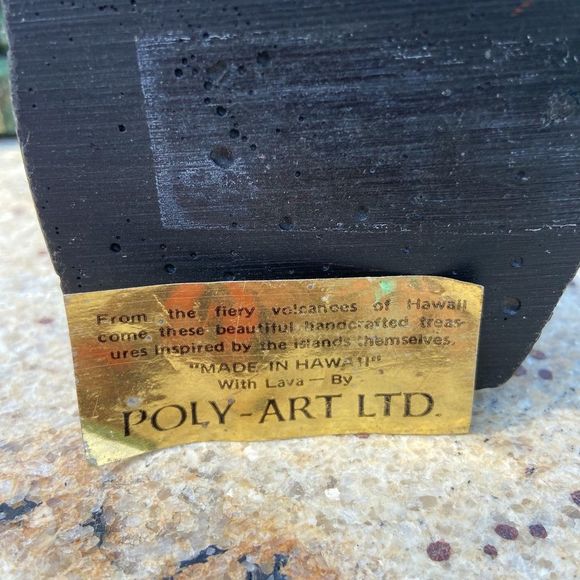 From the fiery volcanoes of Hawaii
come these beautiful handcrafted treas-
ures inspired by the islands themselves.
"MADE IN HAWAII"
With Lava — By
POLY-ART LTD.